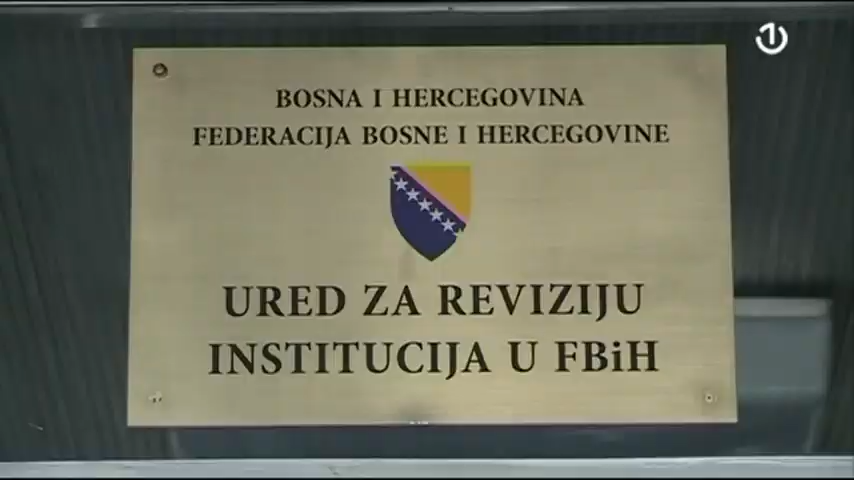 BOSNA I HERCEGOVINA
FEDERACIJA BOSNE I HERCEGOVINE
URED ZA REVIZIJU
INSTITUCIJA U FBiH